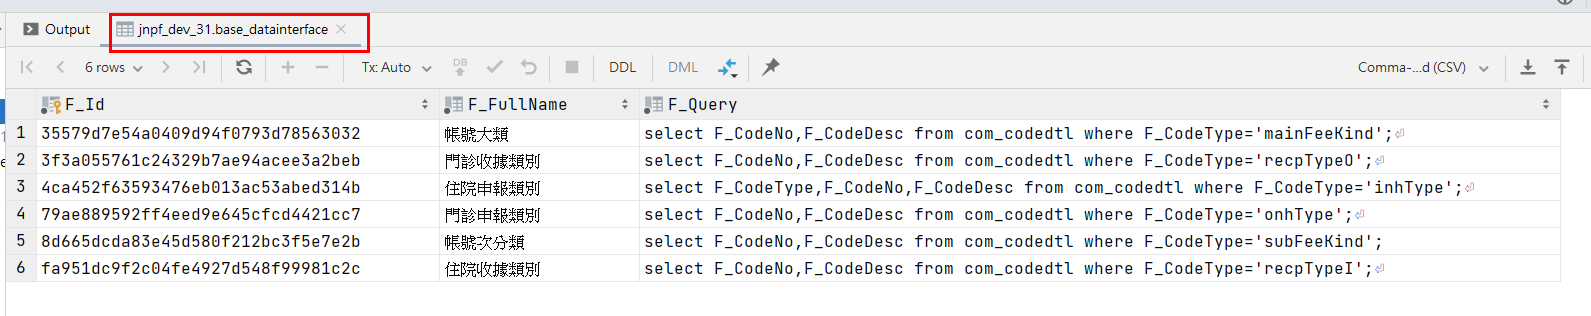 Output jnpf_dev_31.base_datainterface
6 rows Tx: Auto DB DDL DML Comma-...d (CSV)
F_Id F_FullName F_Query
1 35579d7e54a0409d94f0793d78563032 帳號大類 select F_CodeNo,F_CodeDesc from com_codedtl where F_CodeType='mainFeeKind';
2 3f3a055761c24329b7ae94acee3a2beb 門診收據類別 select F_CodeNo,F_CodeDesc from com_codedtl where F_CodeType='recpTypeO';
3 4ca452f63593476eb013ac53abed314b 住院申報類別 select F_CodeType,F_CodeNo,F_CodeDesc from com_codedtl where F_CodeType='inhType';
4 79ae889592ff4eed9e645cfcd4421cc7 門診申報類別 select F_CodeNo,F_CodeDesc from com_codedtl where F_CodeType='onhType';
5 8d665dcda83e45d580f212bc3f5e7e2b 帳號次分類 select F_CodeNo,F_CodeDesc from com_codedtl where F_CodeType='subFeeKind';
6 fa951dc9f2c04fe4927d548f99981c2c 住院收據類別 select F_CodeNo,F_CodeDesc from com_codedtl where F_CodeType='recpTypeI';